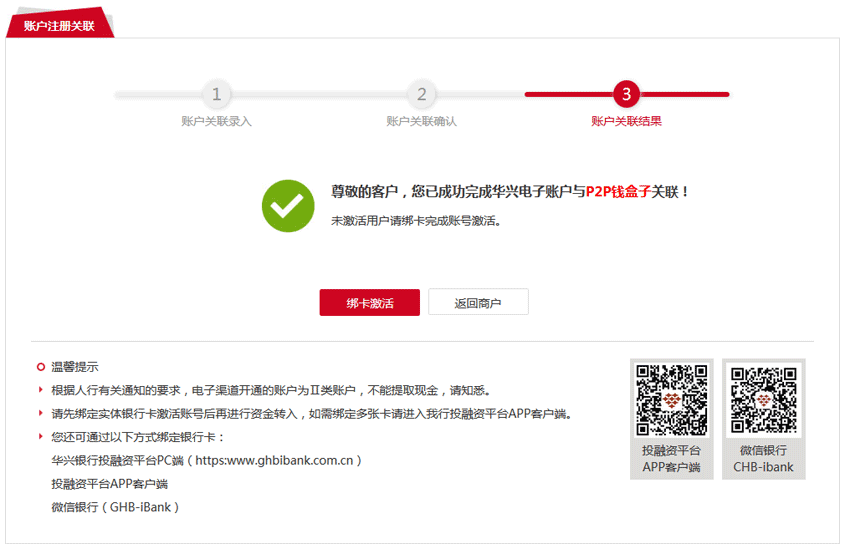 账户注册关联
1
2
3
账户关联录入
账户关联确认
账户关联结果
尊敬的客户，您已成功完成华兴电子账户与P2P钱盒子关联！
未激活用户请绑卡完成账号激活。
绑卡激活
返回商户
温馨提示
根据人行有关通知的要求，电子渠道开通的账户为Ⅱ类账户，不能提取现金，请知悉。
请先绑定实体银行卡激活账号后再进行资金转入，如需绑定多张卡请进入我行投融资平台APP客户端。
您还可通过以下方式绑定银行卡：
华兴银行投融资平台PC端（https:www.ghbibank.com.cn）
投融资平台APP客户端
微信银行（GHB-iBank）
投融资平台
APP客户端
微信银行
CHB-ibank